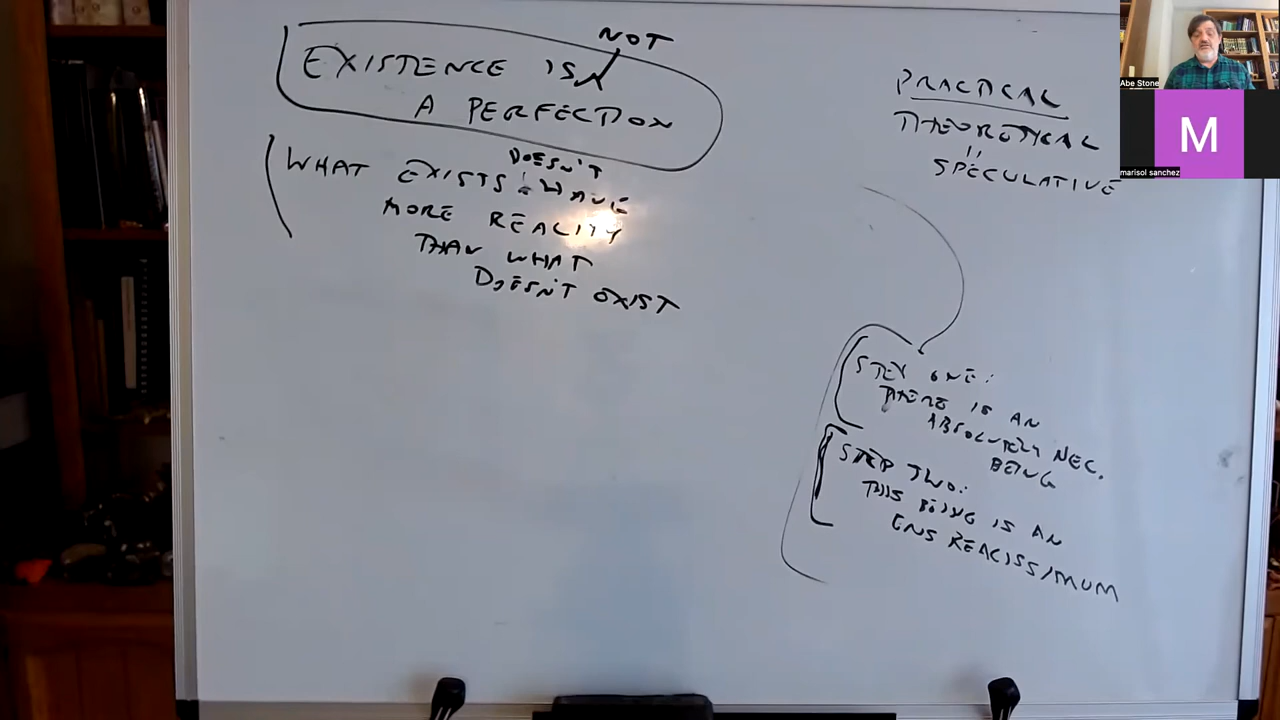 NOT
EXISTENCE IS
A PERFECTION
WHAT EXISTS DOESN'T HAVE
MORE REALITY
THAN WHAT
DOESN'T EXIST
PRACTICAL
THEORETICAL
SPECULATIVE
STEP ONE:
THERE IS AN
ABSOLUTELY NEC.
BEING
STEP TWO:
THIS BEING IS AN
ENS REALISSIMUM
Abe Stone
M
marisol sanchez